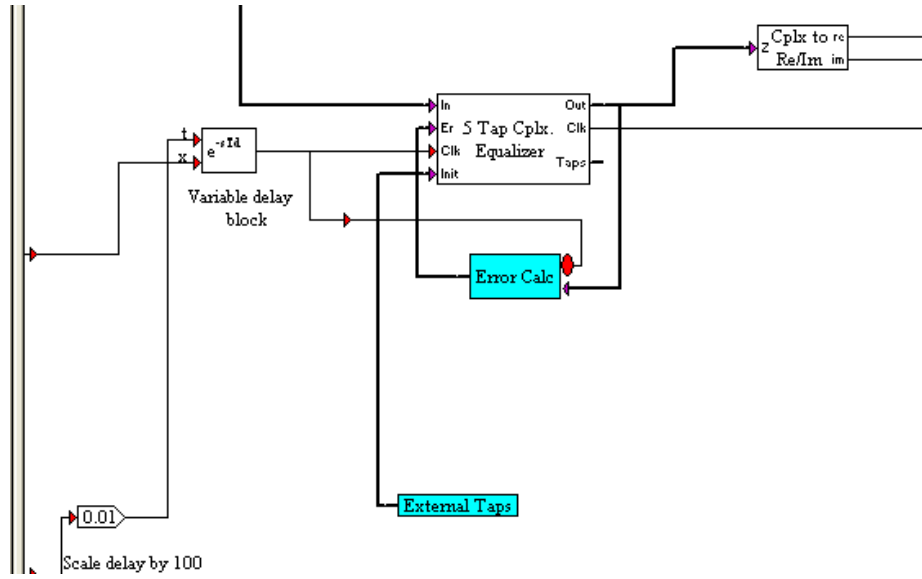 Cplx to re
Z
Re/Im im
In
Out
Er
5 Tap Cplx.
Clk
t
Clk
Equalizer
e^-sTd
x
Taps
Init
Variable delay
block
Error Calc
External Taps
0.01
Scale delay by 100